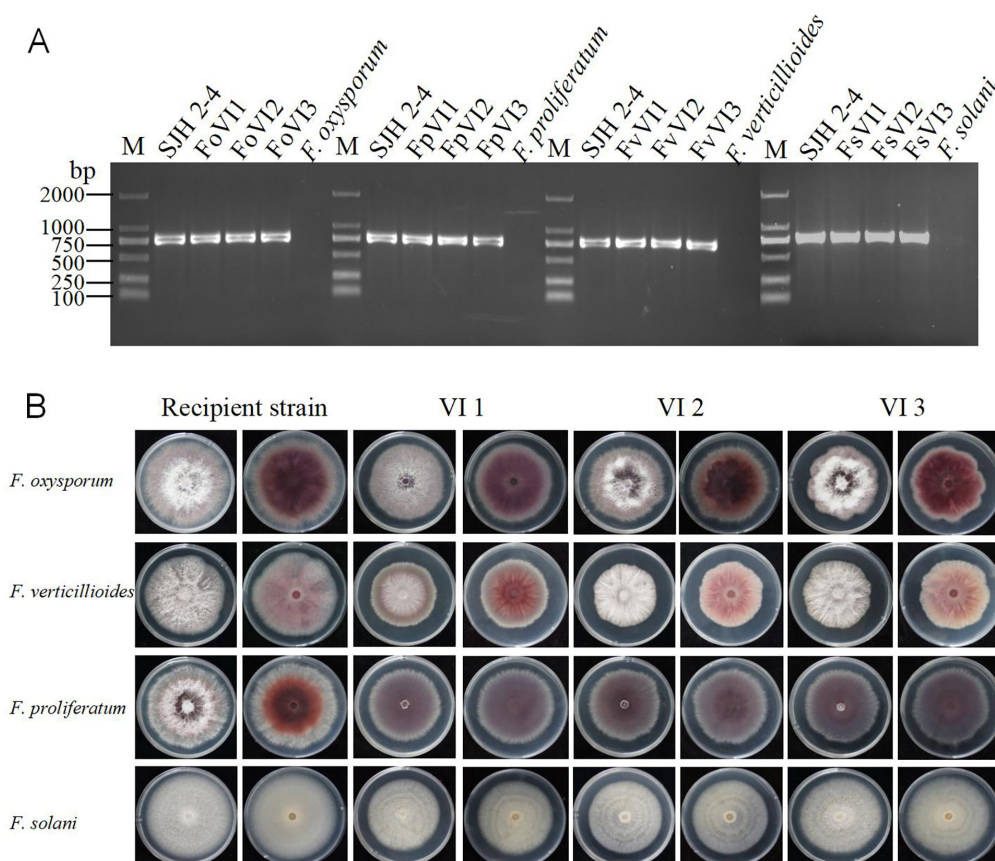 A
M SJH 2-4 FoVI1 FoVI2 FoVI3 F. oxysporum M SJH 2-4 FpVI1 FpVI2 FpVI3 F. proliferatum M SJH 2-4 FvVI1 FvVI2 FvVI3 F. verticillioides M SJH 2-4 FsVI1 FsVI2 FsVI3 F. solani
bp
2000
1000
750
500
250
100
B
Recipient strain VI 1 VI 2 VI 3
F. oxysporum
F. verticillioides
F. proliferatum
F. solani